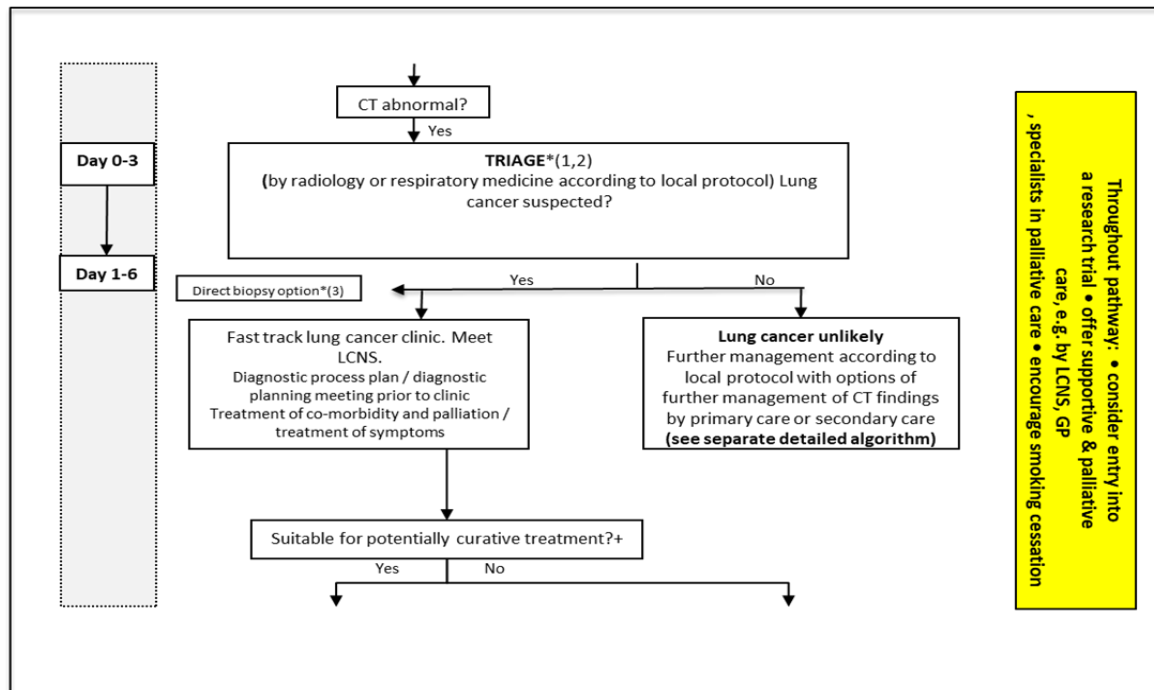 CT abnormal?
Yes
Day 0-3
TRIAGE*(1,2)
(by radiology or respiratory medicine according to local protocol) Lung
cancer suspected?
Day 1-6
Yes
No
Direct biopsy option*(3)
Fast track lung cancer clinic. Meet
LCNS.
Diagnostic process plan / diagnostic
planning meeting prior to clinic
Treatment of co-morbidity and palliation /
treatment of symptoms
Lung cancer unlikely
Further management according to
local protocol with options of
further management of CT findings
by primary care or secondary care
(see separate detailed algorithm)
Suitable for potentially curative treatment?+
Yes
No
Throughout pathway: • consider entry into
a research trial • offer supportive & palliative
care, e.g. by LCNS, GP
, specialists in palliative care • encourage smoking cessation